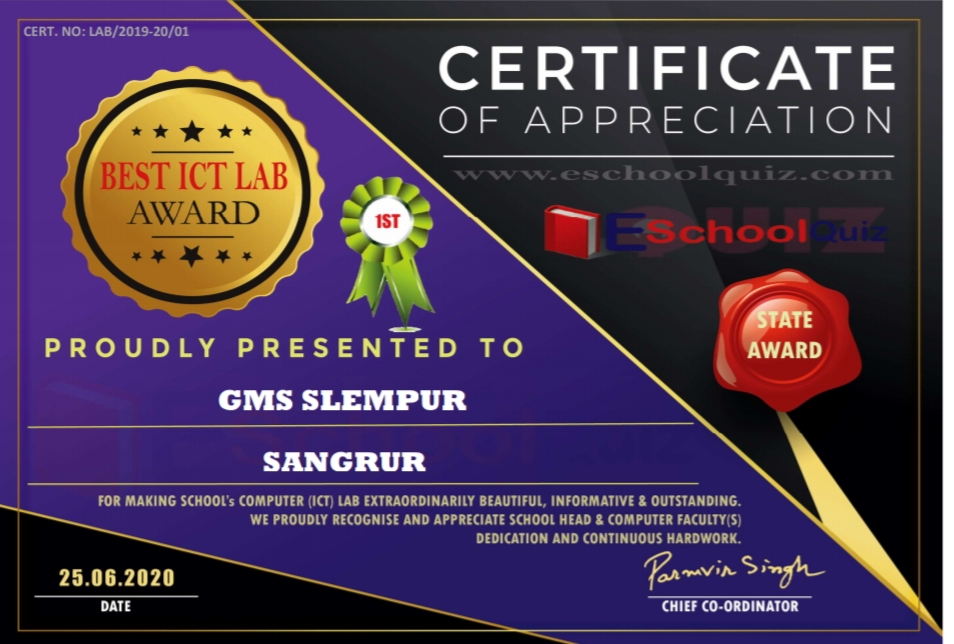 CERT. NO: LAB/2019-20/01
CERTIFICATE
OF APPRECIATION
www.eschoolquiz.com
ESchoolQuiz
BEST ICT LAB
AWARD
1ST
STATE
AWARD
PROUDLY PRESENTED TO
GMS SLEMPUR
SANGRUR
FOR MAKING SCHOOL's COMPUTER (ICT) LAB EXTRAORDINARILY BEAUTIFUL, INFORMATIVE & OUTSTANDING.
WE PROUDLY RECOGNISE AND APPRECIATE SCHOOL HEAD & COMPUTER FACULTY(S)
DEDICATION AND CONTINUOUS HARDWORK.
25.06.2020
DATE
Parmvir Singh
CHIEF CO-ORDINATOR